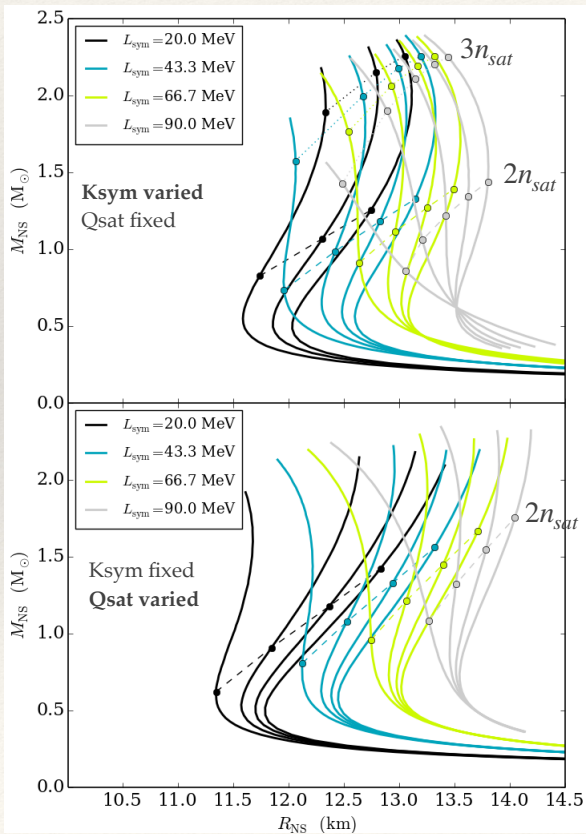 L_sym=20.0 MeV
L_sym=43.3 MeV
L_sym=66.7 MeV
L_sym=90.0 MeV
3n_sat
Ksym varied
Qsat fixed
2n_sat
M_NS (M_⊙)
2.5
2.0
1.5
1.0
0.5
0.0
L_sym=20.0 MeV
L_sym=43.3 MeV
L_sym=66.7 MeV
L_sym=90.0 MeV
2n_sat
Ksym fixed
Qsat varied
M_NS (M_⊙)
2.0
1.5
1.0
0.5
0.0
10.5 11.0 11.5 12.0 12.5 13.0 13.5 14.0 14.5
R_NS (km)